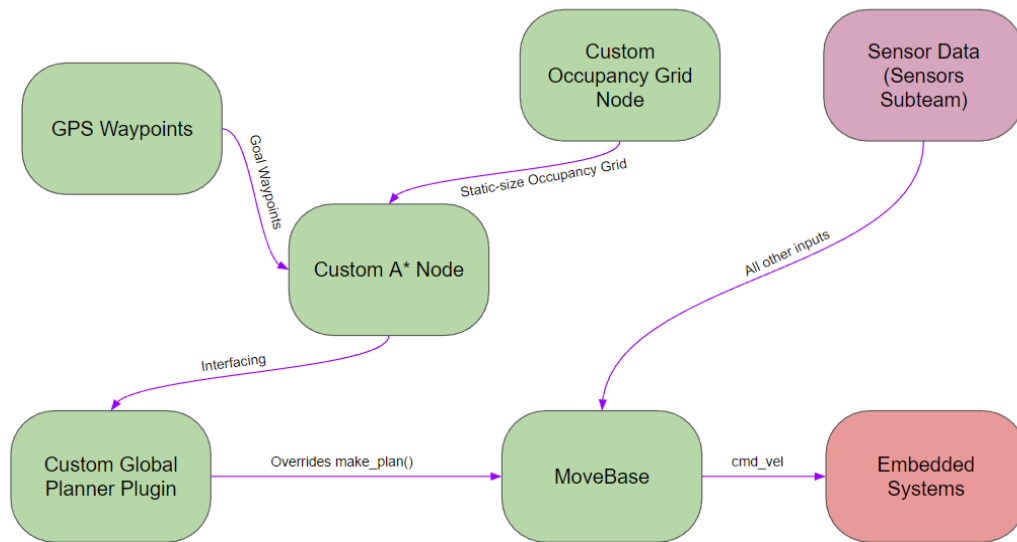 Custom
Occupancy Grid
Node
Sensor Data
(Sensors
Subteam)
GPS Waypoints
Goal Waypoints
Static-size Occupancy Grid
Custom A* Node
All other inputs
Interfacing
Custom Global
Planner Plugin
Overrides make_plan()
MoveBase
cmd_vel
Embedded
Systems